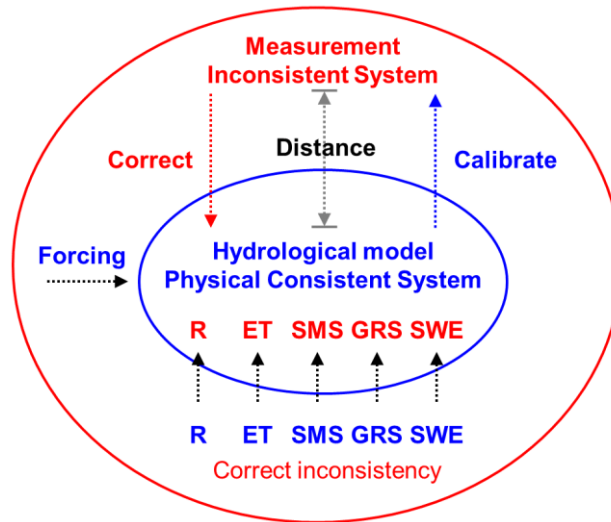 Measurement
Inconsistent System
Correct
Distance
Calibrate
Forcing
Hydrological model
Physical Consistent System
R ET SMS GRS SWE
R ET SMS GRS SWE
Correct inconsistency